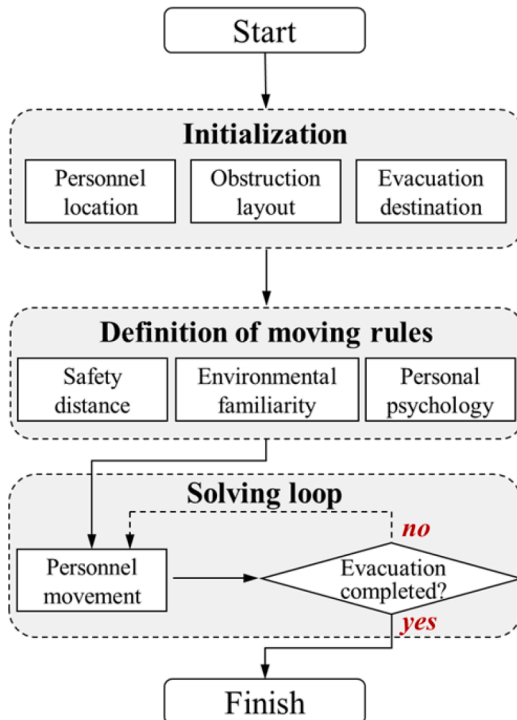 Start
Initialization
Personnel
location
Obstruction
layout
Evacuation
destination
Definition of moving rules
Safety
distance
Environmental
familiarity
Personal
psychology
Solving loop
no
Personnel
movement
Evacuation
completed?
yes
Finish